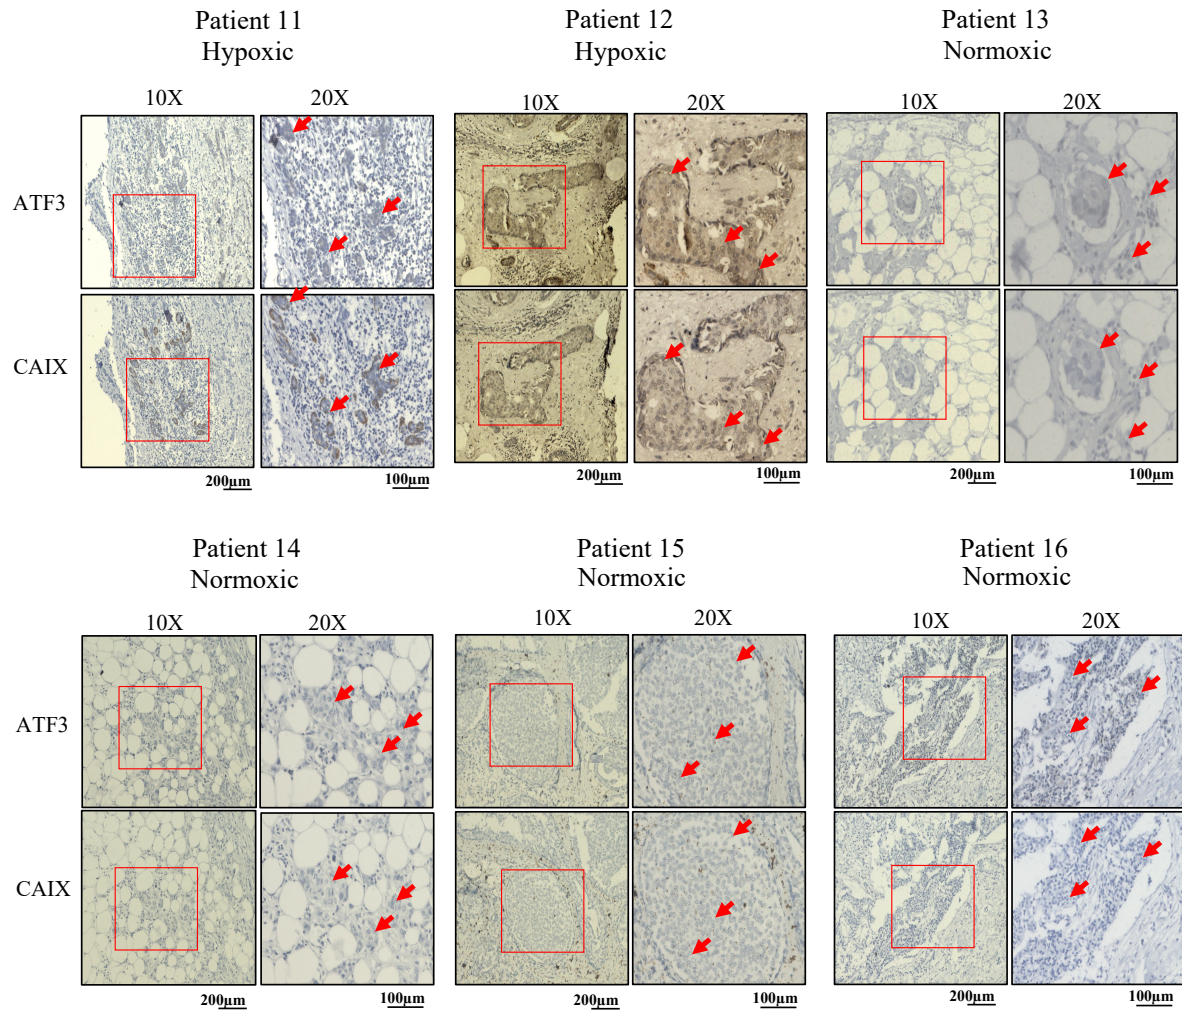 Patient 11
Hypoxic
Patient 12
Hypoxic
Patient 13
Normoxic
10X
20X
10X
20X
10X
20X
ATF3
CAIX
200µm
100µm
200µm
100µm
200µm
100µm
Patient 14
Normoxic
Patient 15
Normoxic
Patient 16
Normoxic
10X
20X
10X
20X
10X
20X
ATF3
CAIX
200µm
100µm
200µm
100µm
200µm
100µm